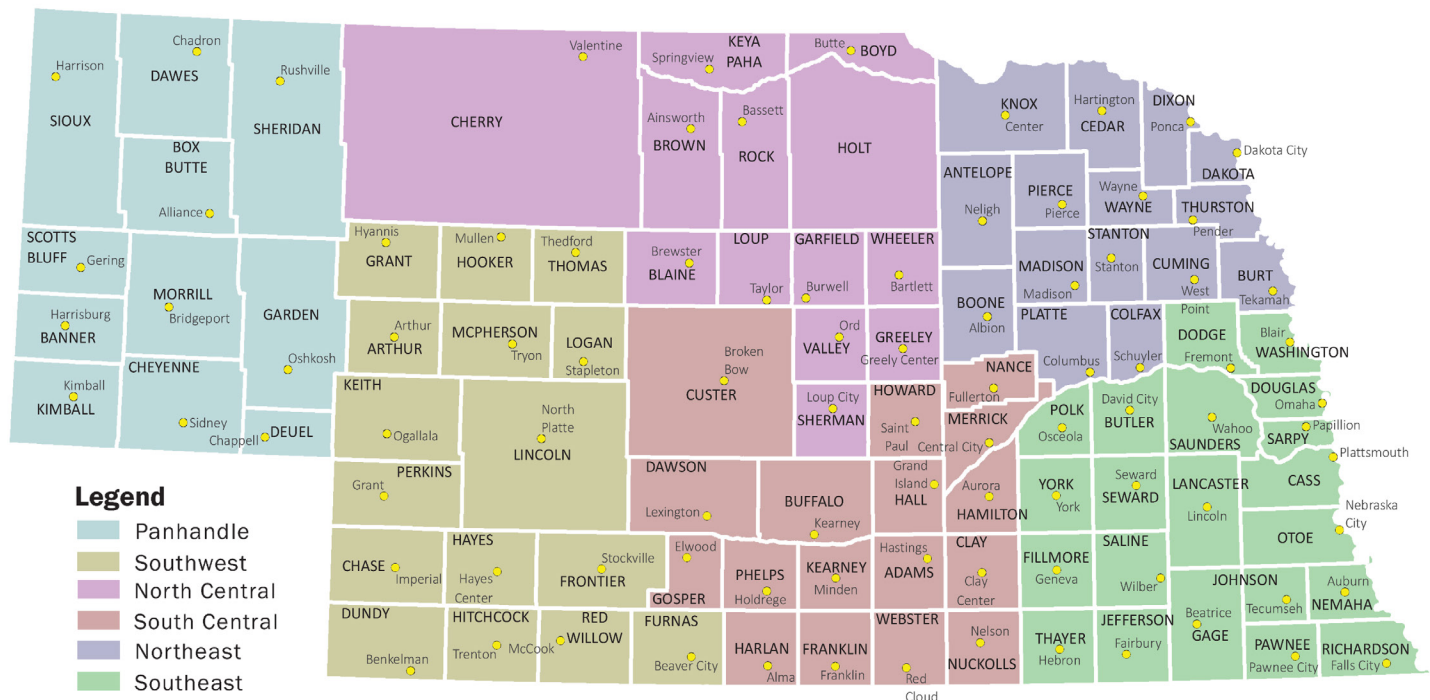 Harrison
SIOUX
Chadron
DAWES
Rushville
SHERIDAN
BOX
BUTTE
Alliance
SCOTTS
BLUFF
Gering
MORRILL
Bridgeport
GARDEN
Oshkosh
Harrisburg
BANNER
CHEYENNE
Sidney
Kimball
KIMBALL
Chappell
DEUEL
Valentine
CHERRY
KEYA
PAHA
Springview
Butte
BOYD
Ainsworth
BROWN
Bassett
ROCK
HOLT
Brewster
BLAINE
LOUP
Taylor
GARFIELD
Burwell
WHEELER
Bartlett
Ord
VALLEY
GREELEY
Greely Center
Loup City
SHERMAN
Hyannis
GRANT
Mullen
HOOKER
Thedford
THOMAS
Arthur
ARTHUR
MCPHERSON
Tryon
LOGAN
Stapleton
KEITH
Ogallala
North
Platte
LINCOLN
PERKINS
Grant
CHASE
Imperial
HAYES
Hayes
Center
Stockville
FRONTIER
DUNDY
Benkelman
HITCHCOCK
Trenton
RED
WILLOW
McCook
FURNAS
Beaver City
Broken
Bow
CUSTER
HOWARD
Saint
Paul
NANCE
Fullerton
MERRICK
Central City
DAWSON
Lexington
BUFFALO
Kearney
Grand
Island
HALL
Aurora
HAMILTON
Elwood
GOSPER
PHELPS
Holdrege
KEARNEY
Minden
Hastings
ADAMS
CLAY
Clay
Center
HARLAN
Alma
FRANKLIN
Franklin
WEBSTER
Red
Cloud
Nelson
NUCKOLLS
KNOX
Center
Hartington
CEDAR
DIXON
Ponca
Dakota City
DAKOTA
ANTELOPE
Neligh
PIERCE
Pierce
Wayne
WAYNE
THURSTON
Pender
MADISON
Madison
STANTON
Stanton
CUMING
West
Point
BURT
Tekamah
BOONE
Albion
PLATTE
Columbus
COLFAX
Schuyler
DODGE
Fremont
Blair
WASHINGTON
DOUGLAS
Omaha
POLK
Osceola
David City
BUTLER
Wahoo
SAUNDERS
SARPY
Papillion
Plattsmouth
CASS
YORK
York
Seward
SEWARD
LANCASTER
Lincoln
Nebraska
City
OTOE
FILLMORE
Geneva
SALINE
Wilber
JOHNSON
Tecumseh
Auburn
NEMAHA
THAYER
Hebron
JEFFERSON
Fairbury
Beatrice
GAGE
PAWNEE
Pawnee City
RICHARDSON
Falls City
Legend
Panhandle
Southwest
North Central
South Central
Northeast
Southeast